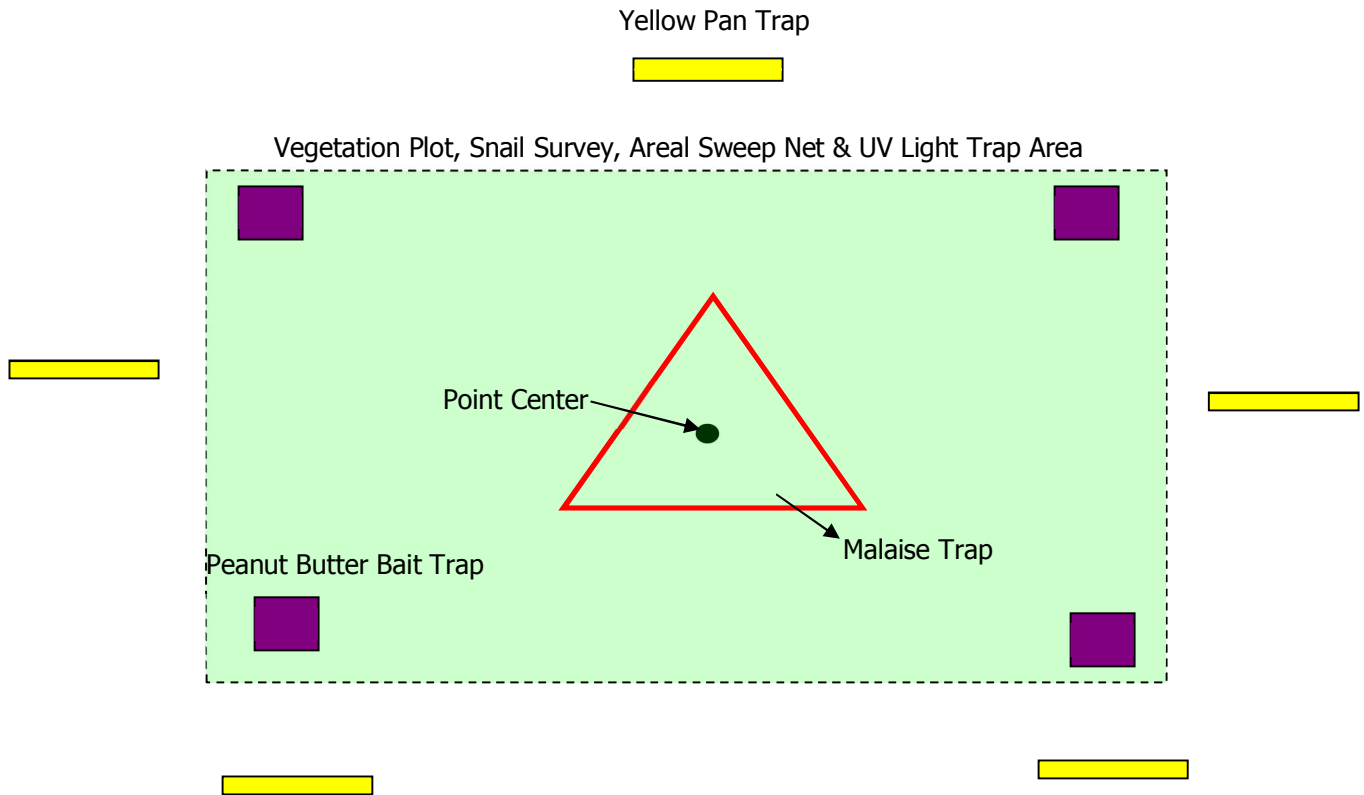 Yellow Pan Trap
Vegetation Plot, Snail Survey, Areal Sweep Net & UV Light Trap Area
Point Center
Malaise Trap
Peanut Butter Bait Trap